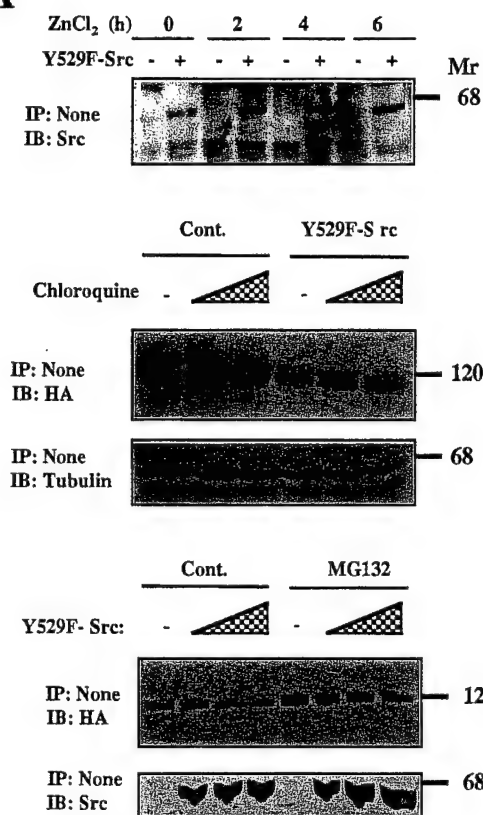 ZnCl2 (h) 0 2 4 6
Y529F-Src - + - + - + - + Mr
68
IP: None
IB: Src
Cont. Y529F-S rc
Chloroquine - -
IP: None
IB: HA
120
IP: None
IB: Tubulin
68
Cont. MG132
Y529F- Src: - -
IP: None
IB: HA
12
IP: None
IB: Src
68